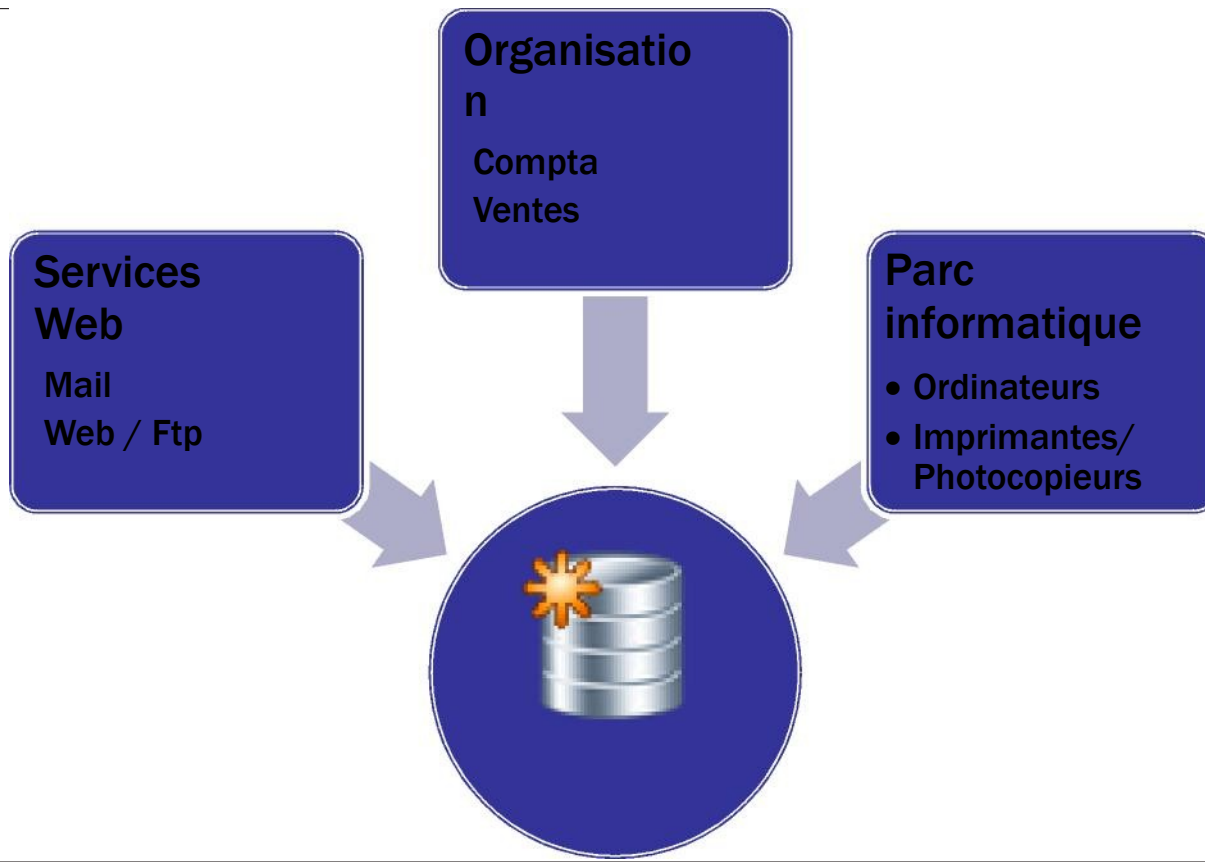 Organisatio
n
Compta
Ventes
Services
Web
Mail
Web / Ftp
Parc
informatique
• Ordinateurs
• Imprimantes/
Photocopieurs